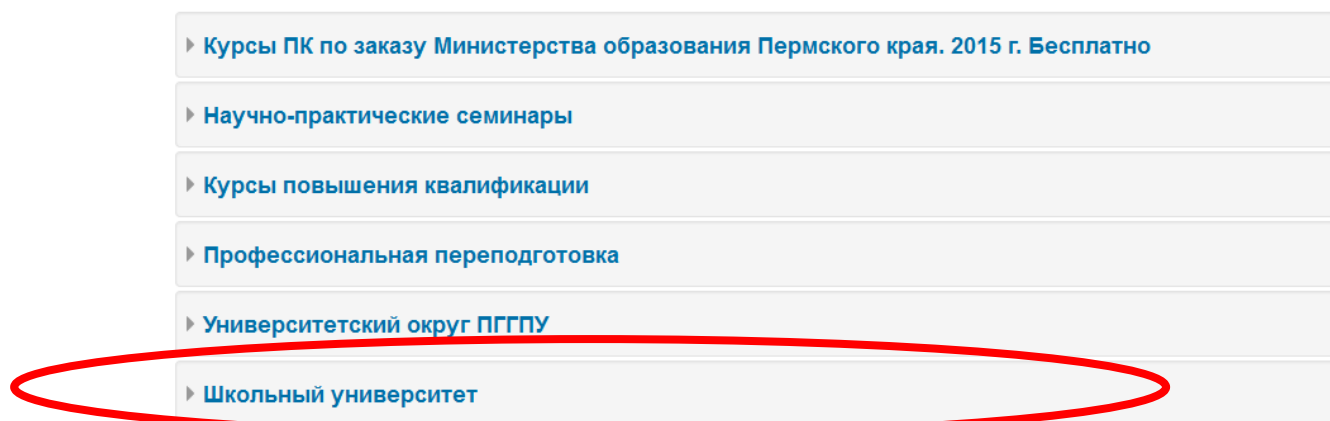 Курсы ПК по заказу Министерства образования Пермского края. 2015 г. Бесплатно
Научно-практические семинары
Курсы повышения квалификации
Профессиональная переподготовка
Университетский округ ПГГПУ
Школьный университет